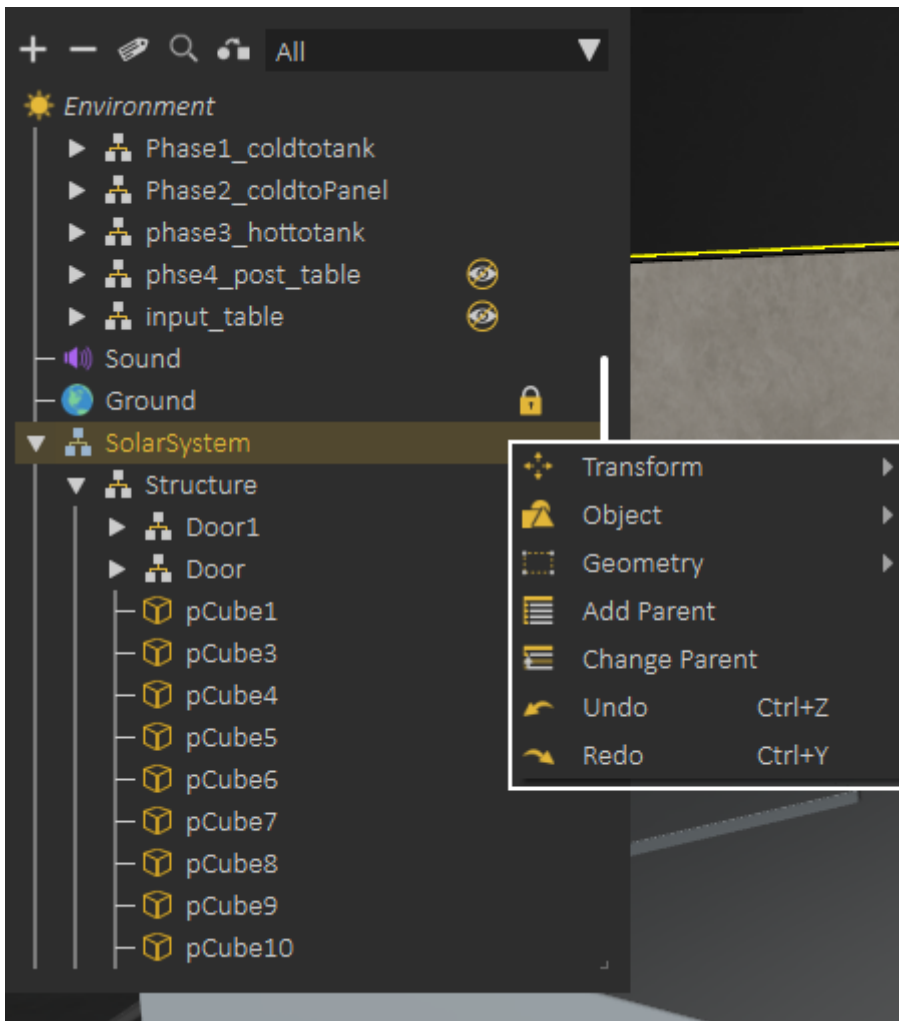 All
Environment
Phase1_coldtotank
Phase2_coldtoPanel
phase3_hottotank
phse4_post_table
input_table
Sound
Ground
SolarSystem
Structure
Door1
Door
pCube1
pCube3
pCube4
pCube5
pCube6
pCube7
pCube8
pCube9
pCube10
Transform
Object
Geometry
Add Parent
Change Parent
Undo Ctrl+Z
Redo Ctrl+Y